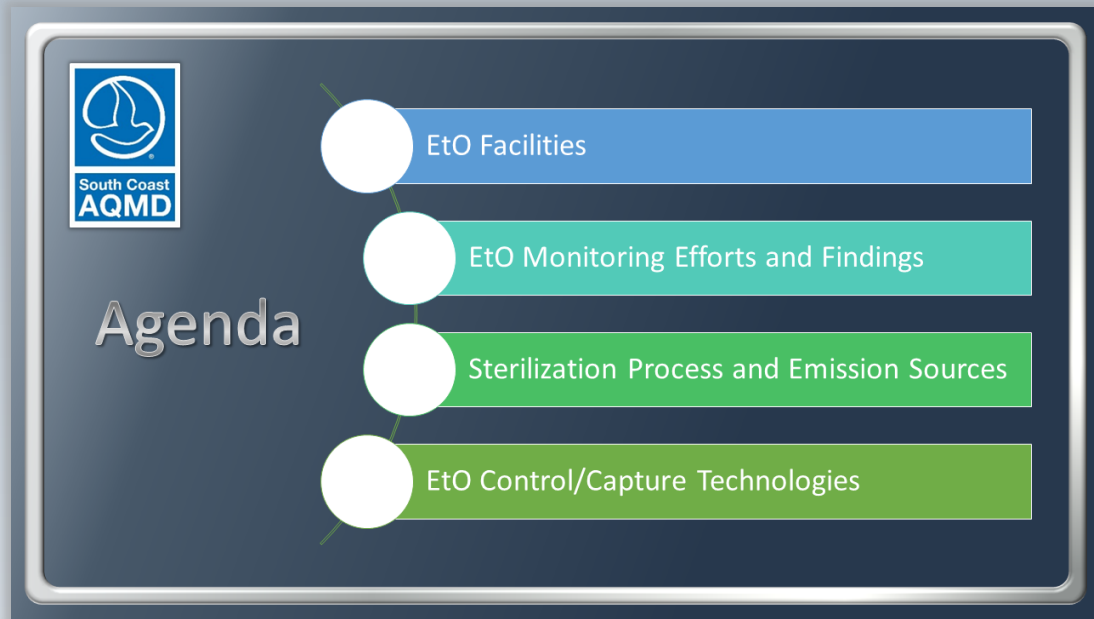 South Coast
AQMD
Agenda
EtO Facilities
EtO Monitoring Efforts and Findings
Sterilization Process and Emission Sources
EtO Control/Capture Technologies